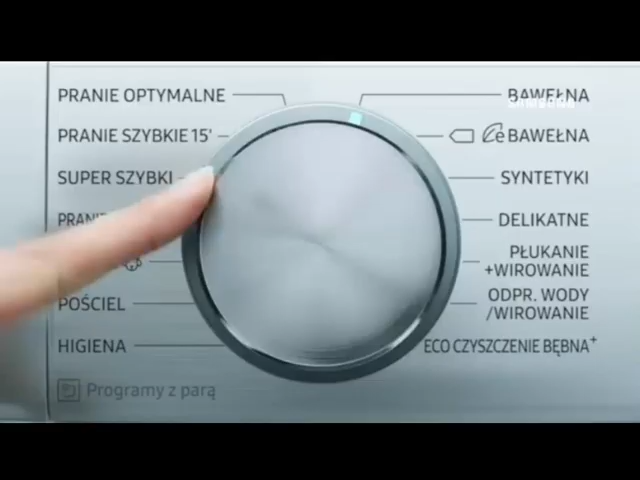 PRANIE OPTYMALNE
PRANIE SZYBKIE 15'
SUPER SZYBKI
POŚCIEL
HIGIENA
Programy z parą
SAMSUNG
BAWEŁNA
e BAWEŁNA
SYNTETYKI
DELIKATNE
PŁUKANIE
+WIROWANIE
ODPR. WODY
/WIROWANIE
ECO CZYSZCZENIE BĘBNA+